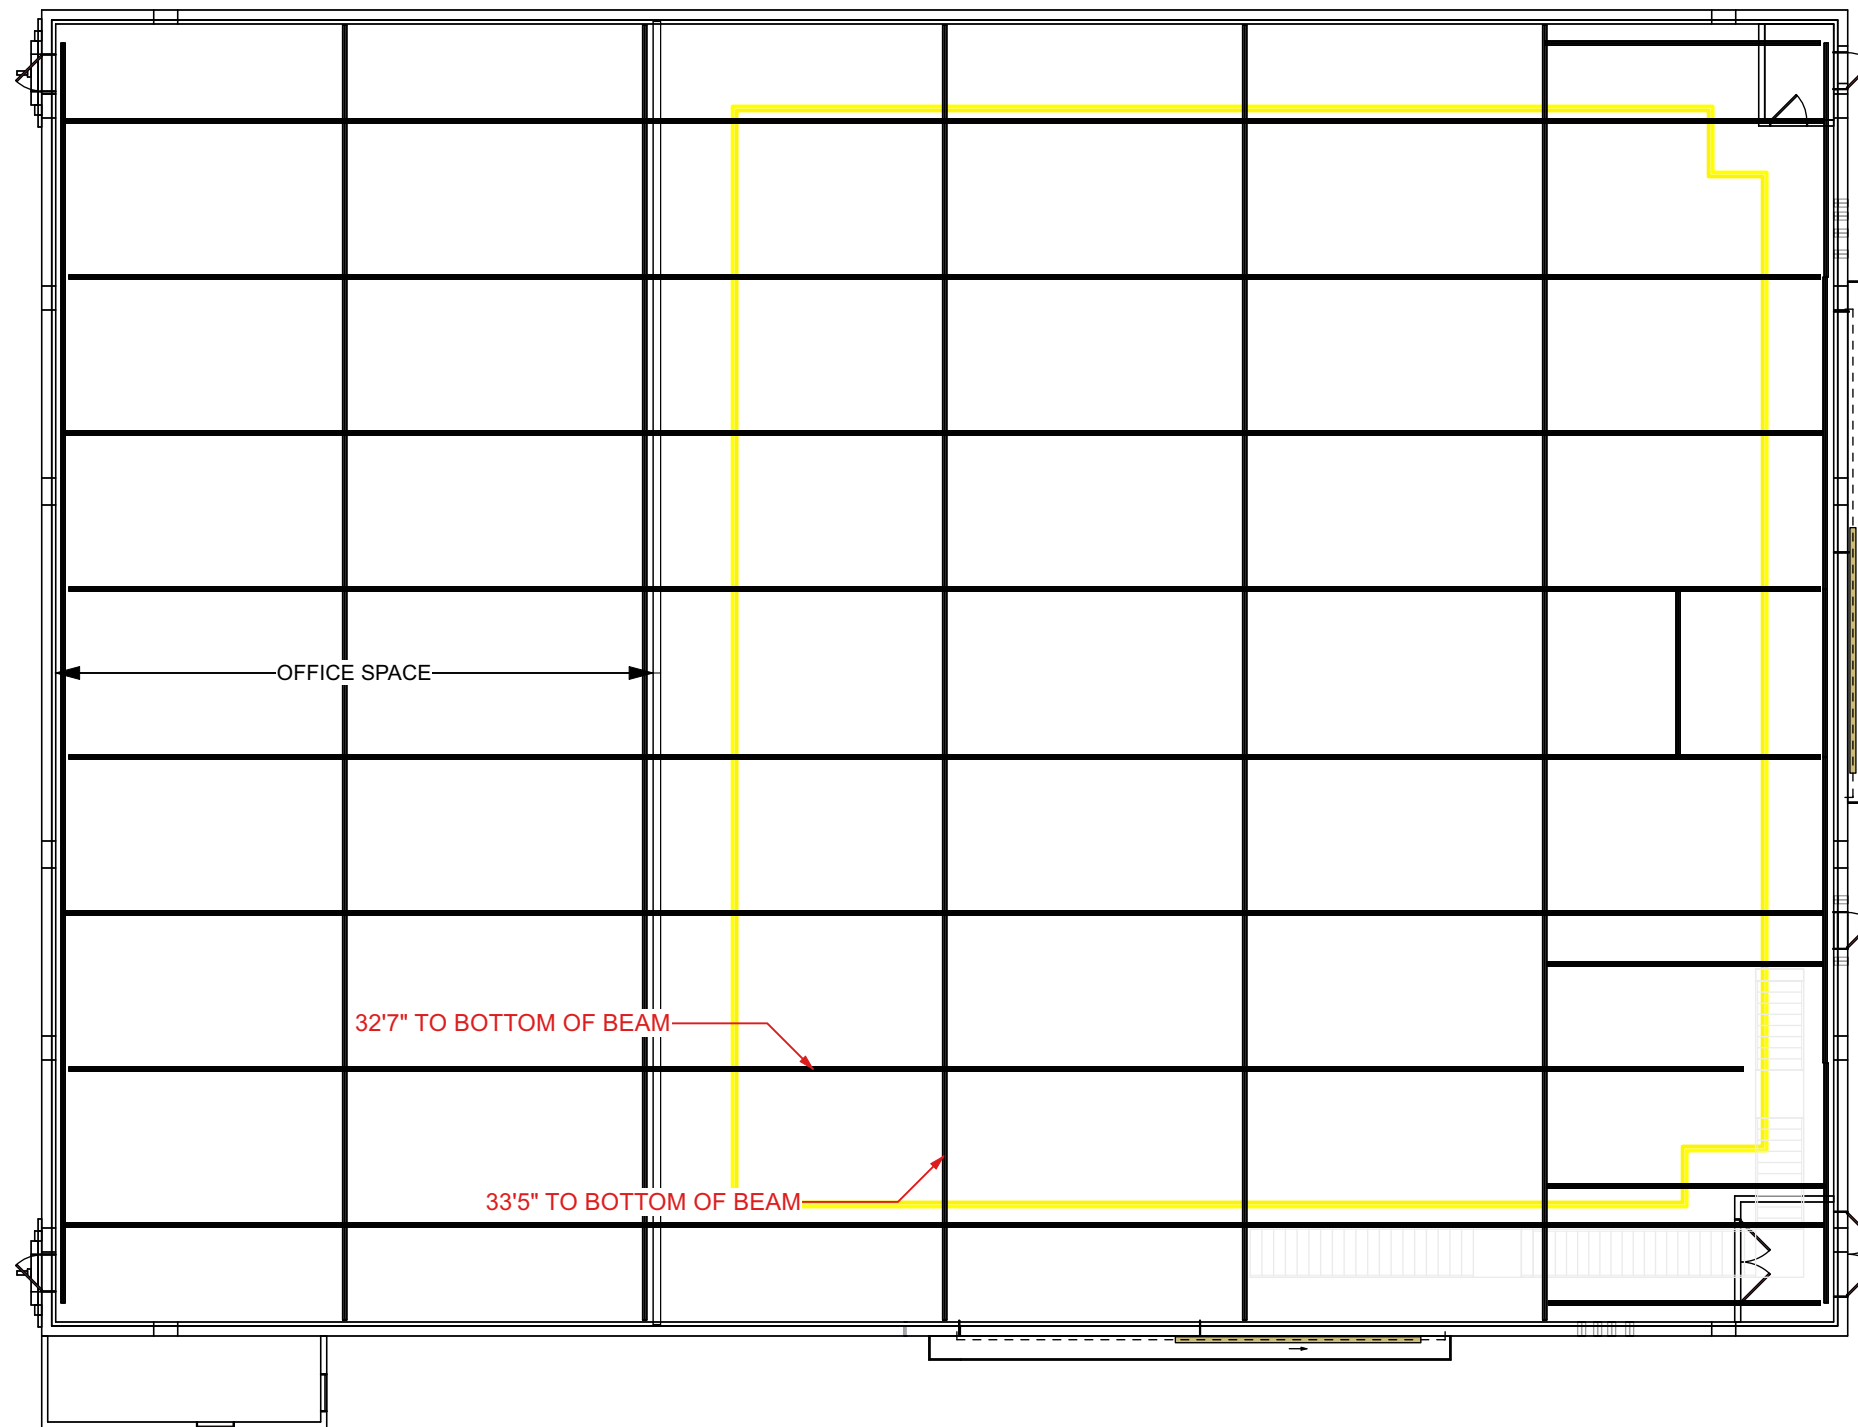 OFFICE SPACE
32'7" TO BOTTOM OF BEAM
33'5" TO BOTTOM OF BEAM